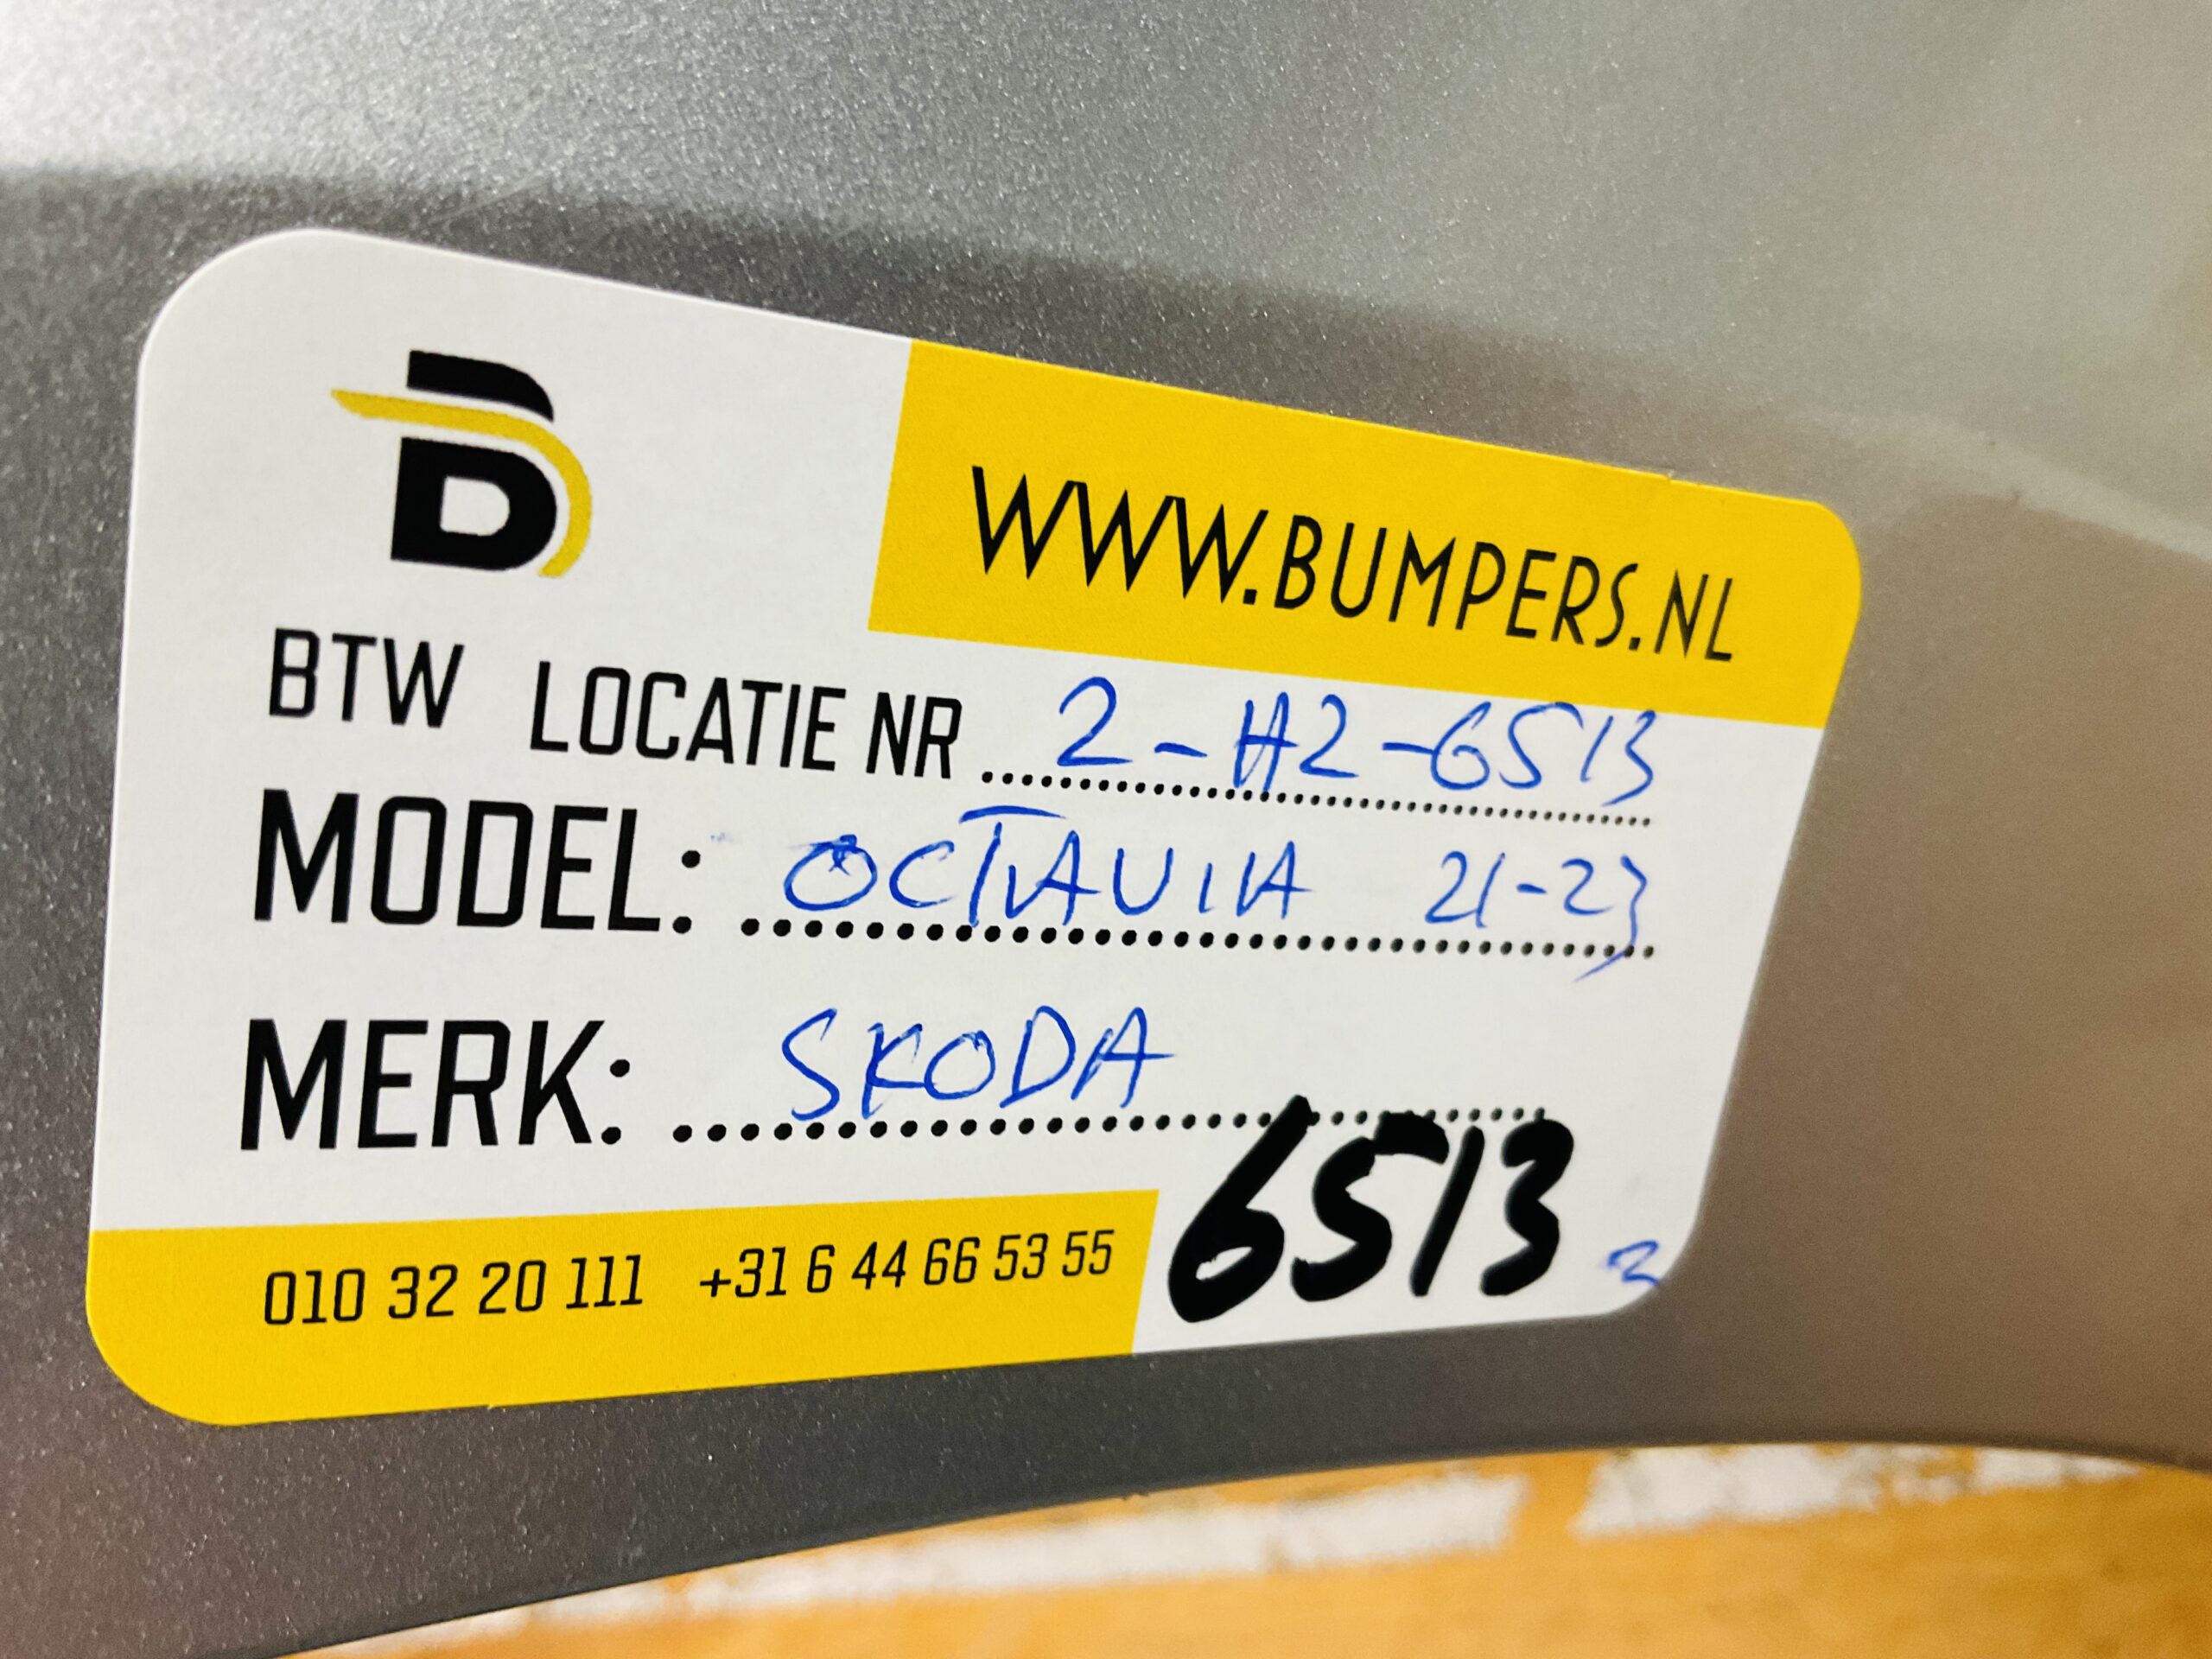 B
WWW.BUMPERS.NL
BTW LOCATIE NR 2-H2-6513
MODEL: OCTAVIA 21-23
MERK: SKODA
010 32 20 111 +31 6 44 66 53 55
6513